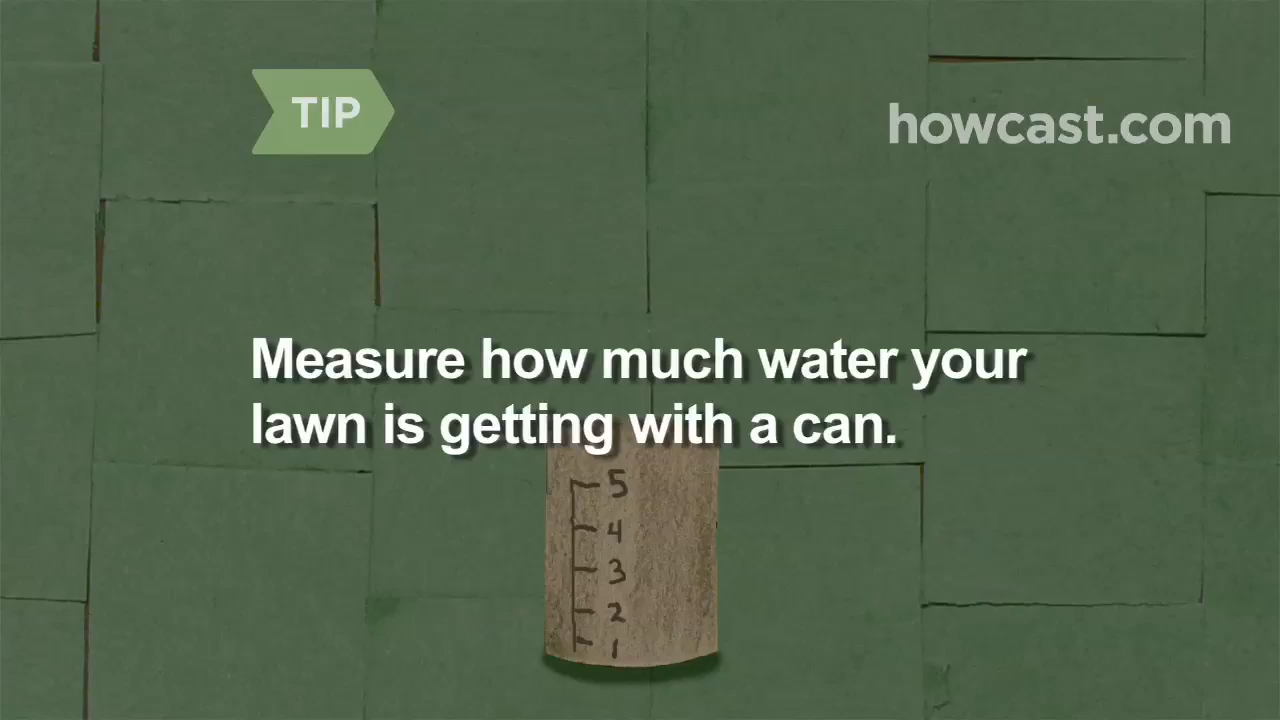 TIP
howcast.com
Measure how much water your
lawn is getting with a can.
5
4
3
2
1